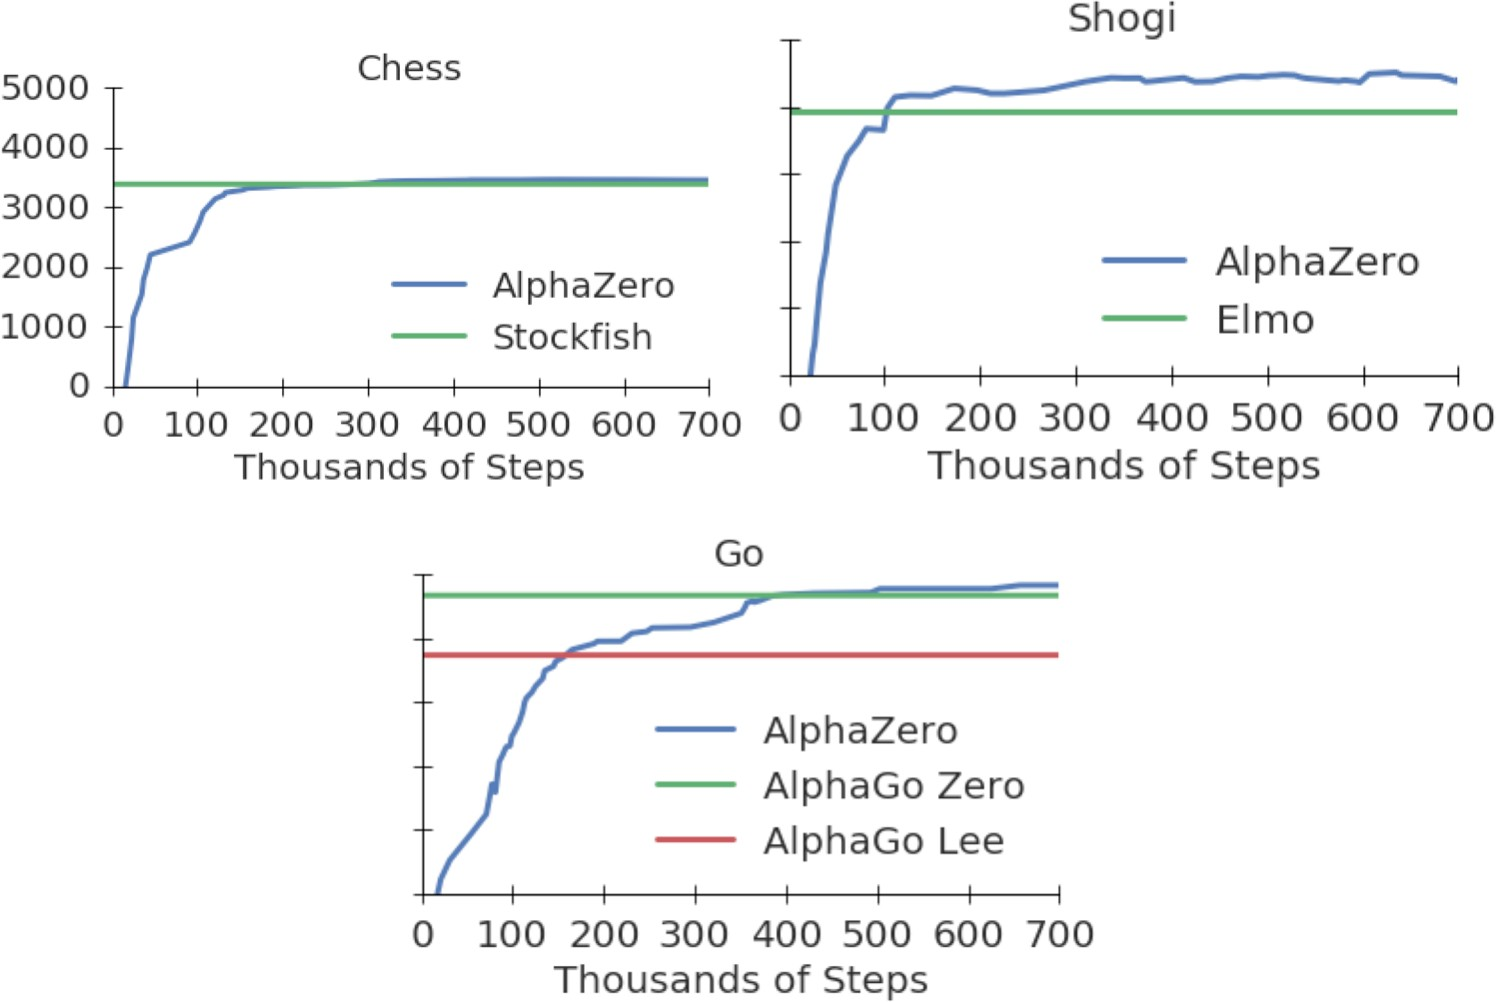 Chess
5000
4000
3000
2000
1000
0
AlphaZero
Stockfish
0 100 200 300 400 500 600 700
Thousands of Steps
Shogi
AlphaZero
Elmo
0 100 200 300 400 500 600 700
Thousands of Steps
Go
AlphaZero
AlphaGo Zero
AlphaGo Lee
0 100 200 300 400 500 600 700
Thousands of Steps